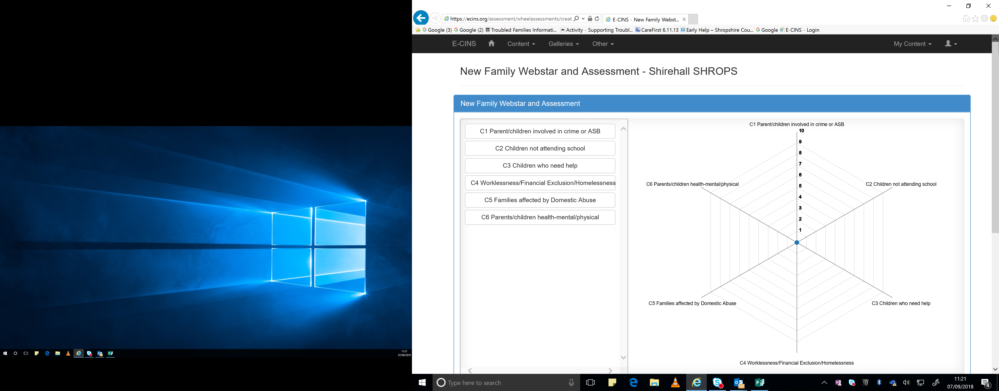 11:21
07/09/2018
https://ecins.org/assessment/wheelassessments/creat
E-CINS - New Family Webst...
Google (3) Google (2) Troubled Families Informati... Activity - Supporting Troubl... CareFirst 6.11.13 Early Help – Shropshire Cou... Google E-CINS - Login
E-CINS Content Galleries Other My Content
New Family Webstar and Assessment - Shirehall SHROPS
New Family Webstar and Assessment
C1 Parent/children involved in crime or ASB
C2 Children not attending school
C3 Children who need help
C4 Worklessness/Financial Exclusion/Homelessness
C5 Families affected by Domestic Abuse
C6 Parents/children health-mental/physical
C1 Parent/children involved in crime or ASB
10
9
8
7
6
C6 Parents/children health-mental/physical
C2 Children not attending school
5
4
3
2
1
C5 Families affected by Domestic Abuse
C3 Children who need help
C4 Worklessness/Financial Exclusion/Homelessness
Type here to search
11:21
07/09/2018
4